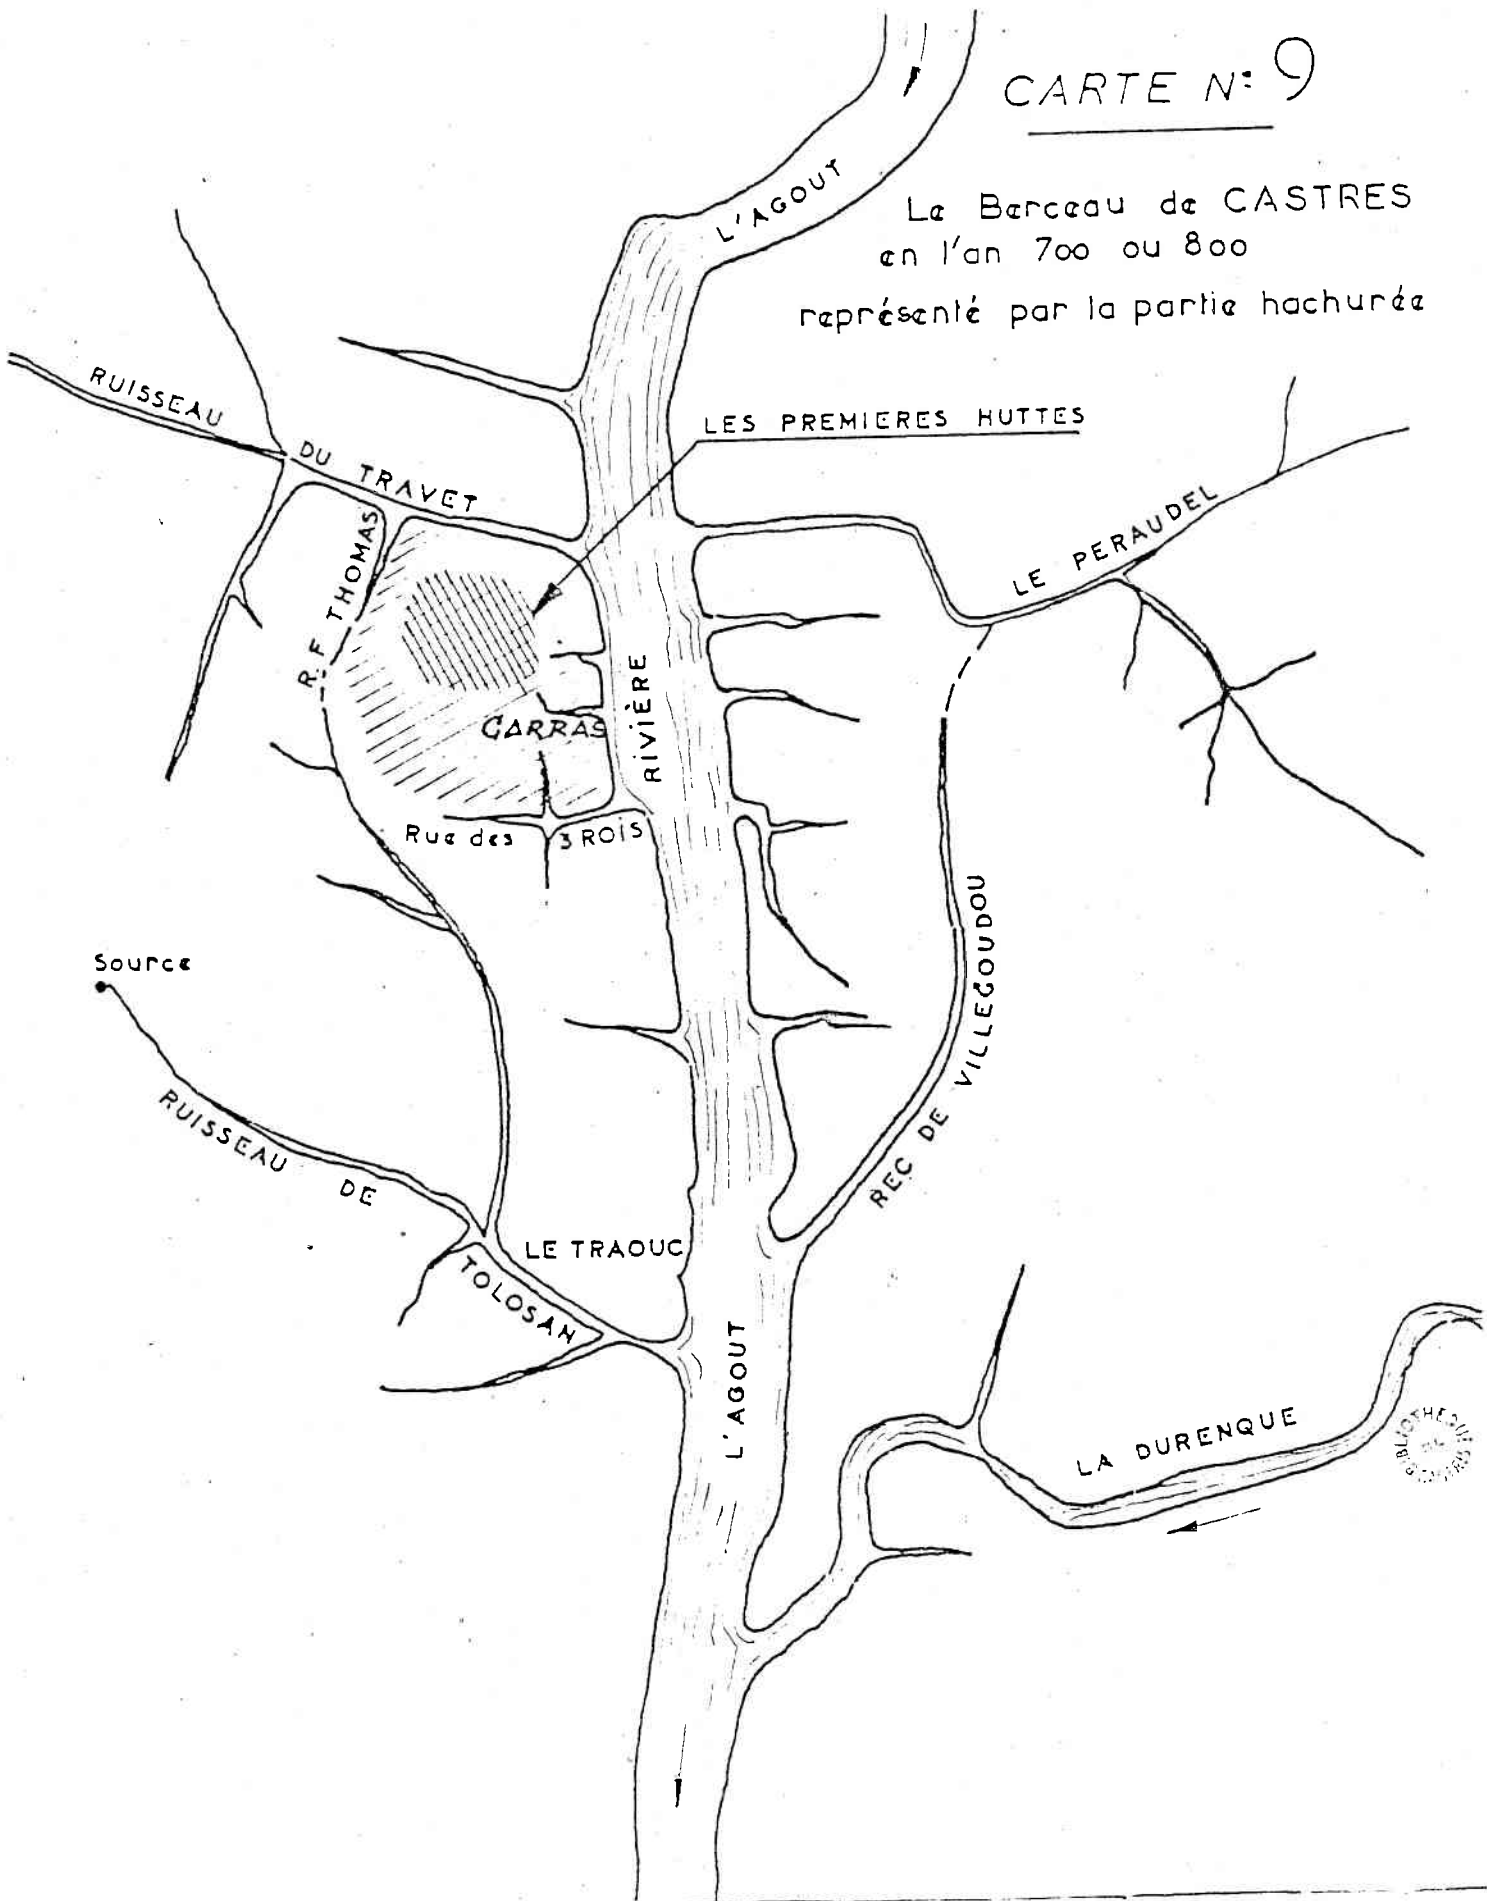 CARTE N: 9
Le Berceau de CASTRES
en l'an 700 ou 800
représenté par la partie hachurée
L'AGOUT
LES PREMIERES HUTTES
RUISSEAU
DU TRAVET
R.F THOMAS
LE PERAUDEL
RIVIÈRE
GARRAS
Rue des 3 ROIS
Source
REC DE VILLEGOUDOU
RUISSEAU DE
TOLOSAN
LE TRAOUC
L'AGOUT
LA DURENQUE
BIBLIOTHEQUE